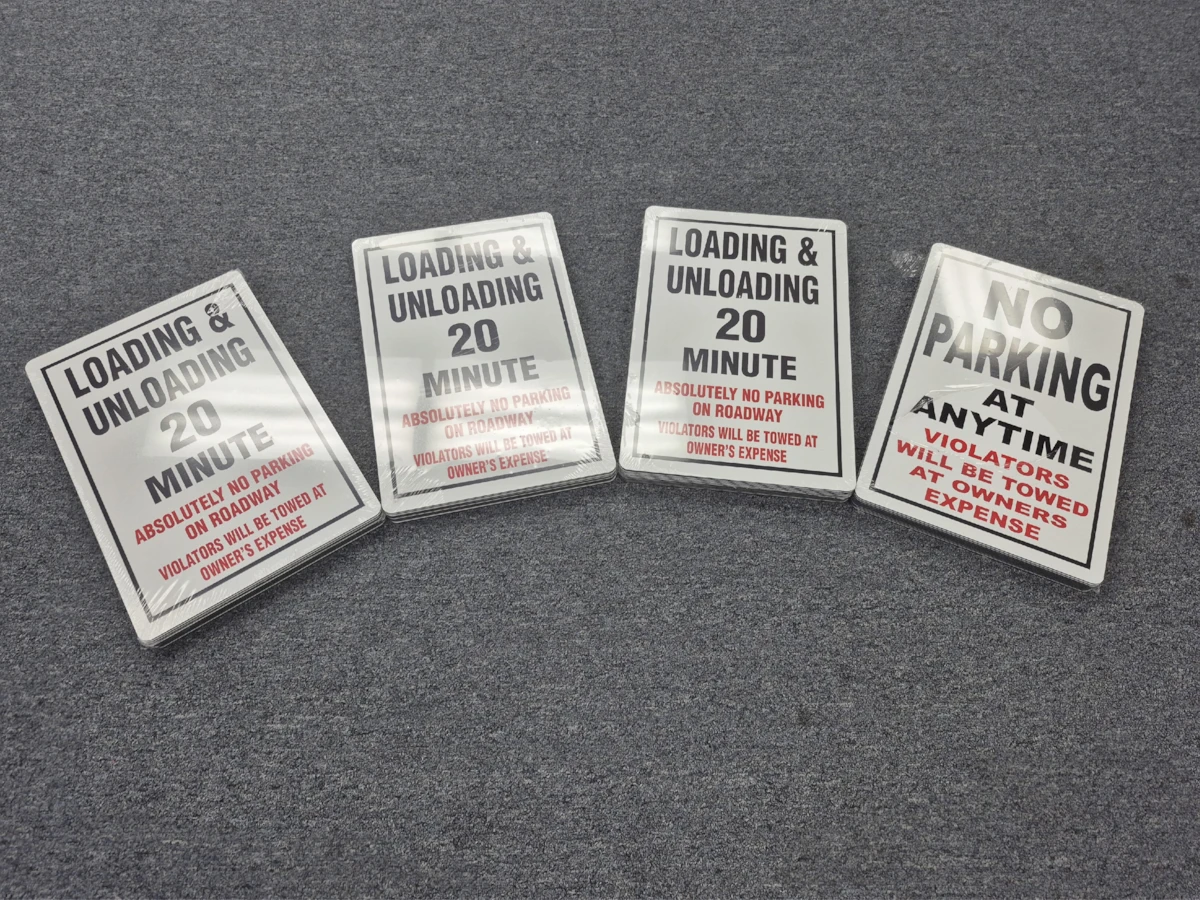 LOADING &
UNLOADING
20
MINUTE
ABSOLUTELY NO PARKING
ON ROADWAY
VIOLATORS WILL BE TOWED AT
OWNER'S EXPENSE
LOADING &
UNLOADING
20
MINUTE
ABSOLUTELY NO PARKING
ON ROADWAY
VIOLATORS WILL BE TOWED AT
OWNER'S EXPENSE
LOADING &
UNLOADING
20
MINUTE
ABSOLUTELY NO PARKING
ON ROADWAY
VIOLATORS WILL BE TOWED AT
OWNER'S EXPENSE
NO
PARKING
AT
ANYTIME
VIOLATORS
WILL BE TOWED
AT OWNERS
EXPENSE